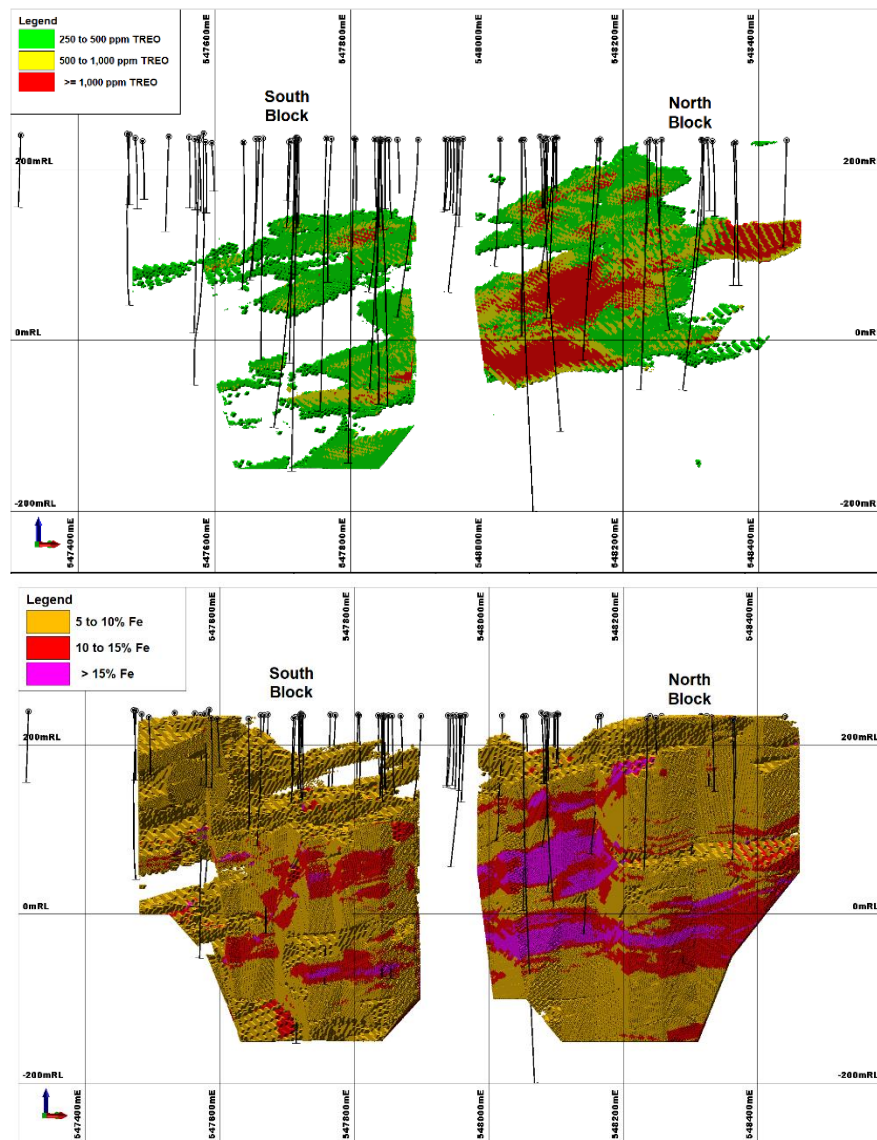 Legend
250 to 500 ppm TREO
500 to 1,000 ppm TREO
>= 1,000 ppm TREO
547600mE
547800mE
548000mE
548200mE
548400mE
South
Block
North
Block
200mRL
200mRL
0mRL
0mRL
-200mRL
-200mRL
547400mE
547600mE
547800mE
548000mE
548200mE
548400mE
Legend
5 to 10% Fe
10 to 15% Fe
> 15% Fe
547600mE
547800mE
548000mE
548200mE
548400mE
South
Block
North
Block
200mRL
200mRL
0mRL
0mRL
-200mRL
-200mRL
547400mE
547600mE
547800mE
548000mE
548200mE
548400mE